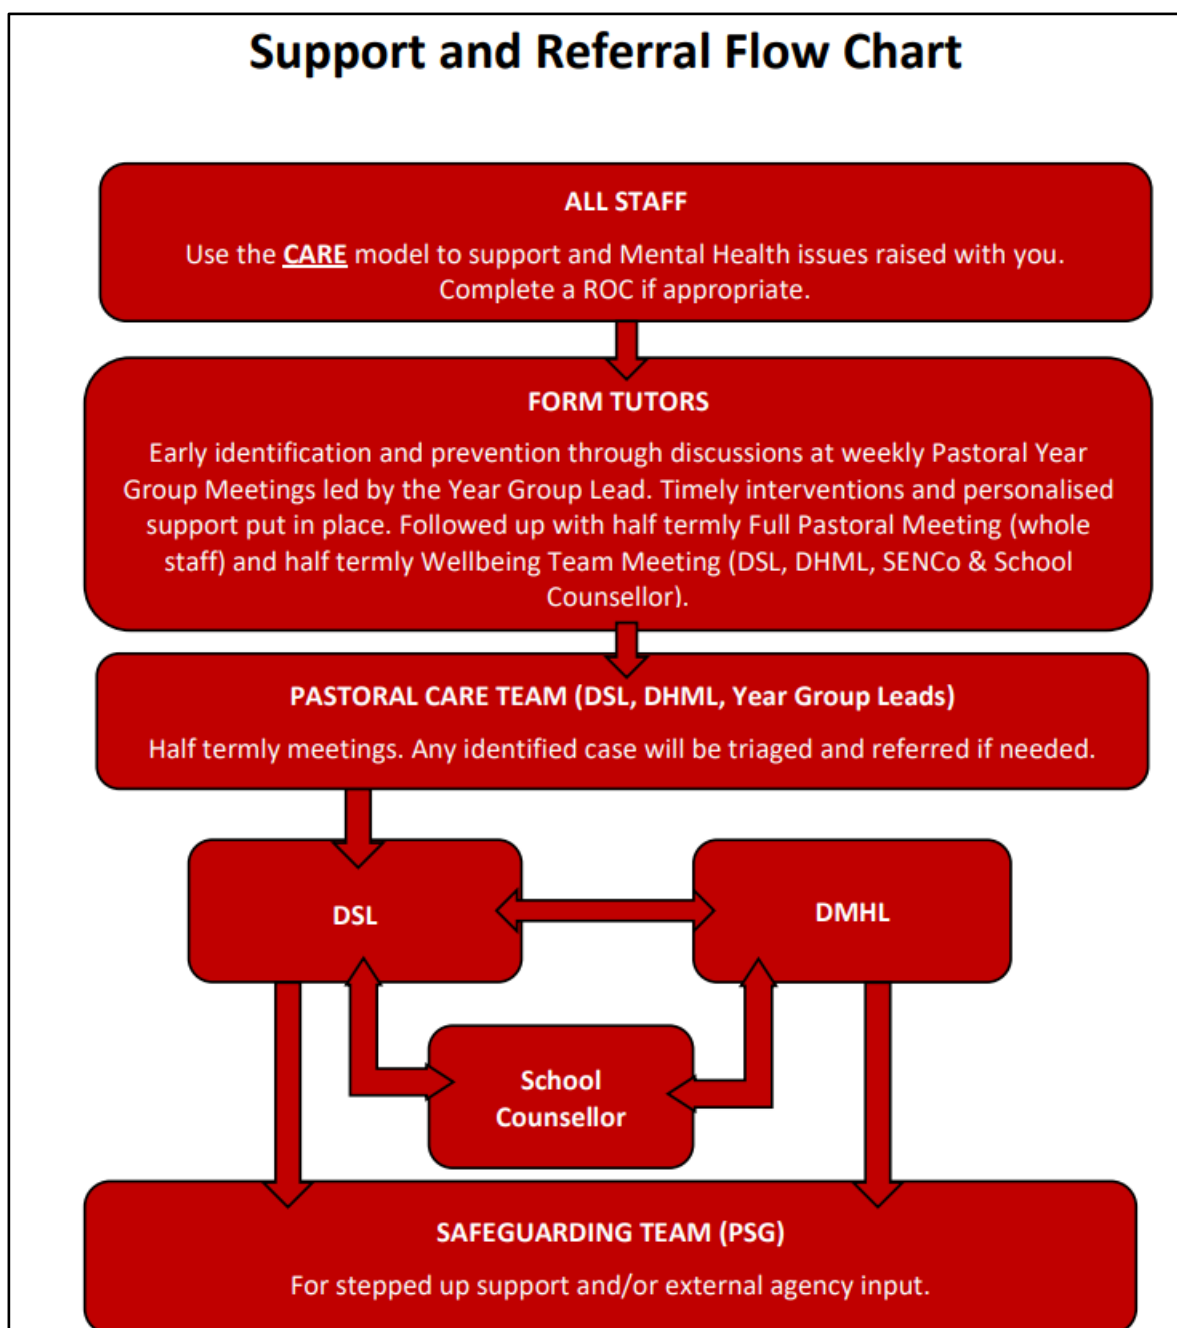 Support and Referral Flow Chart
ALL STAFF
Use the CARE model to support and Mental Health issues raised with you.
Complete a ROC if appropriate.
FORM TUTORS
Early identification and prevention through discussions at weekly Pastoral Year
Group Meetings led by the Year Group Lead. Timely interventions and personalised
support put in place. Followed up with half termly Full Pastoral Meeting (whole
staff) and half termly Wellbeing Team Meeting (DSL, DHML, SENCo & School
Counsellor).
PASTORAL CARE TEAM (DSL, DHML, Year Group Leads)
Half termly meetings. Any identified case will be triaged and referred if needed.
DSL
DMHL
School
Counsellor
SAFEGUARDING TEAM (PSG)
For stepped up support and/or external agency input.